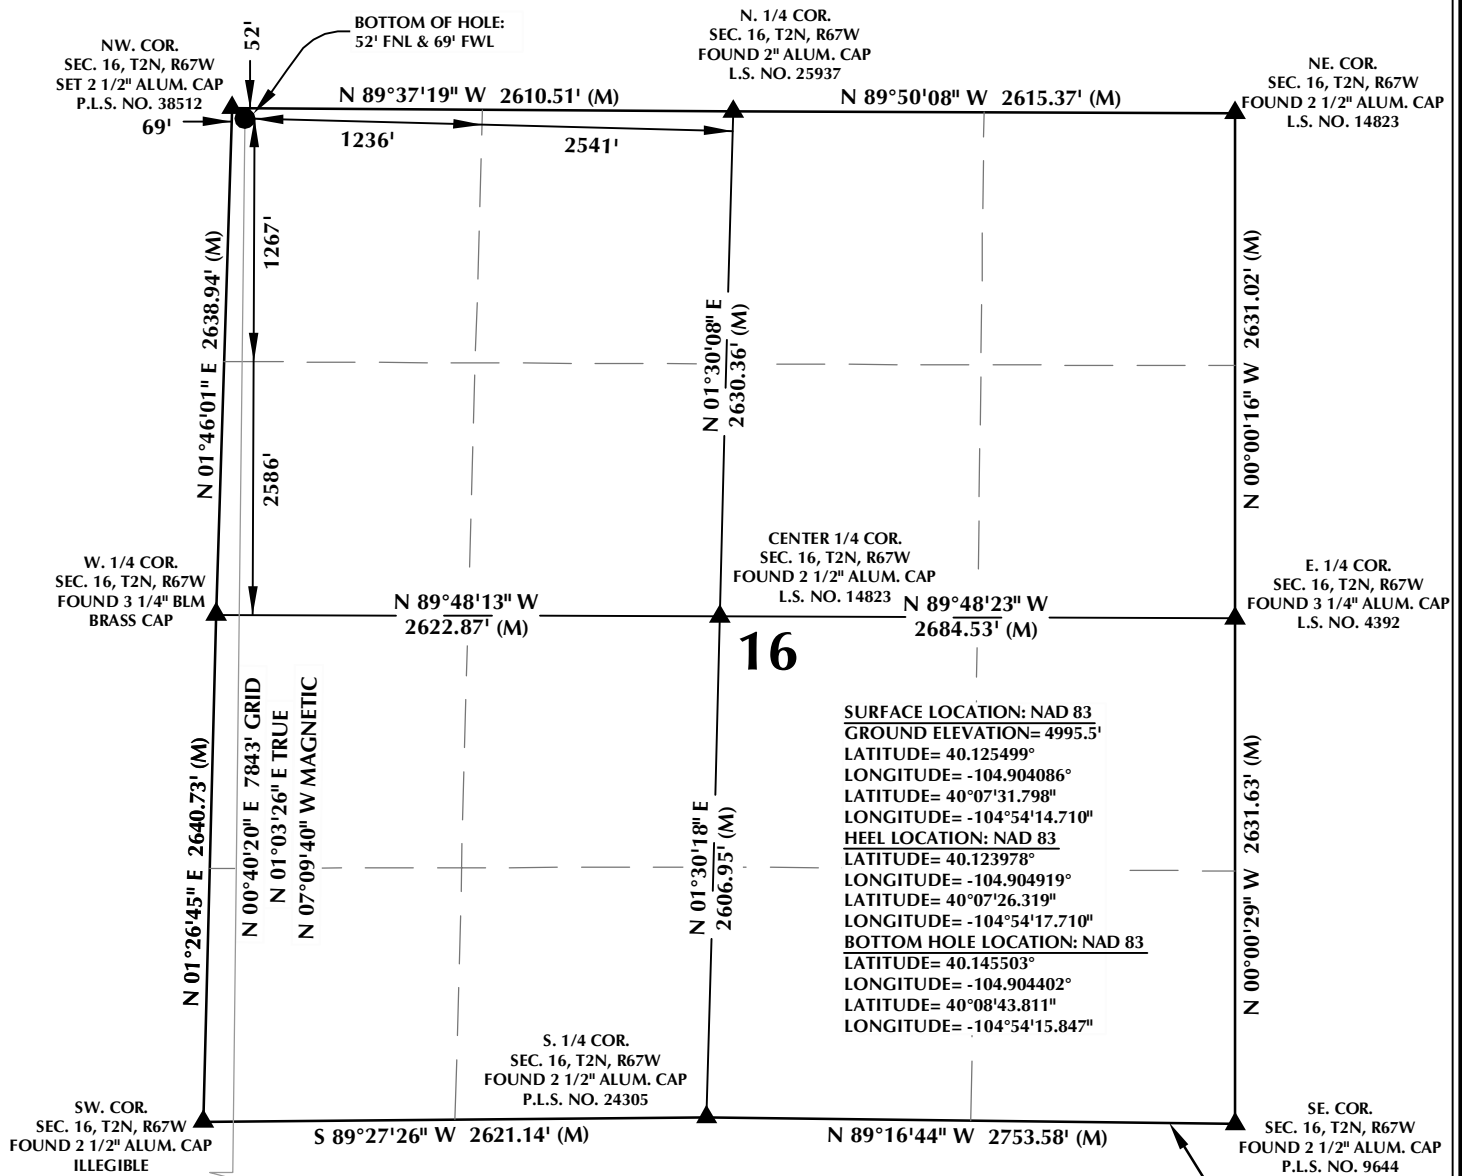 52'
BOTTOM OF HOLE:
52' FNL & 69' FWL
NW. COR.
SEC. 16, T2N, R67W
SET 2 1/2" ALUM. CAP
P.L.S. NO. 38512
69'
N. 1/4 COR.
SEC. 16, T2N, R67W
FOUND 2" ALUM. CAP
L.S. NO. 25937
NE. COR.
SEC. 16, T2N, R67W
FOUND 2 1/2" ALUM. CAP
L.S. NO. 14823
N 89°37'19" W 2610.51' (M)
N 89°50'08" W 2615.37' (M)
1236'
2541'
1267'
2586'
N 01°46'01" E 2638.94' (M)
N 01°30'08" E
2630.36' (M)
N 00°00'16" W 2631.02' (M)
W. 1/4 COR.
SEC. 16, T2N, R67W
FOUND 3 1/4" BLM
BRASS CAP
CENTER 1/4 COR.
SEC. 16, T2N, R67W
FOUND 2 1/2" ALUM. CAP
L.S. NO. 14823
E. 1/4 COR.
SEC. 16, T2N, R67W
FOUND 3 1/4" ALUM. CAP
L.S. NO. 4392
N 89°48'13" W
2622.87' (M)
N 89°48'23" W
2684.53' (M)
16
N 01°26'45" E 2640.73' (M)
N 00°40'20" E 7843' GRID
N 01°03'26" E TRUE
N 07°09'40" W MAGNETIC
N 01°30'18" E
2606.95' (M)
SURFACE LOCATION: NAD 83
GROUND ELEVATION= 4995.5'
LATITUDE= 40.125499°
LONGITUDE= -104.904086°
LATITUDE= 40°07'31.798"
LONGITUDE= -104°54'14.710"
HEEL LOCATION: NAD 83
LATITUDE= 40.123978°
LONGITUDE= -104.904919°
LATITUDE= 40°07'26.319"
LONGITUDE= -104°54'17.710"
BOTTOM HOLE LOCATION: NAD 83
LATITUDE= 40.145503°
LONGITUDE= -104.904402°
LATITUDE= 40°08'43.811"
LONGITUDE= -104°54'15.847"
N 00°00'29" W 2631.63' (M)
SW. COR.
SEC. 16, T2N, R67W
FOUND 2 1/2" ALUM. CAP
ILLEGIBLE
S. 1/4 COR.
SEC. 16, T2N, R67W
FOUND 2 1/2" ALUM. CAP
P.L.S. NO. 24305
SE. COR.
SEC. 16, T2N, R67W
FOUND 2 1/2" ALUM. CAP
P.L.S. NO. 9644
S 89°27'26" W 2621.14' (M)
N 89°16'44" W 2753.58' (M)